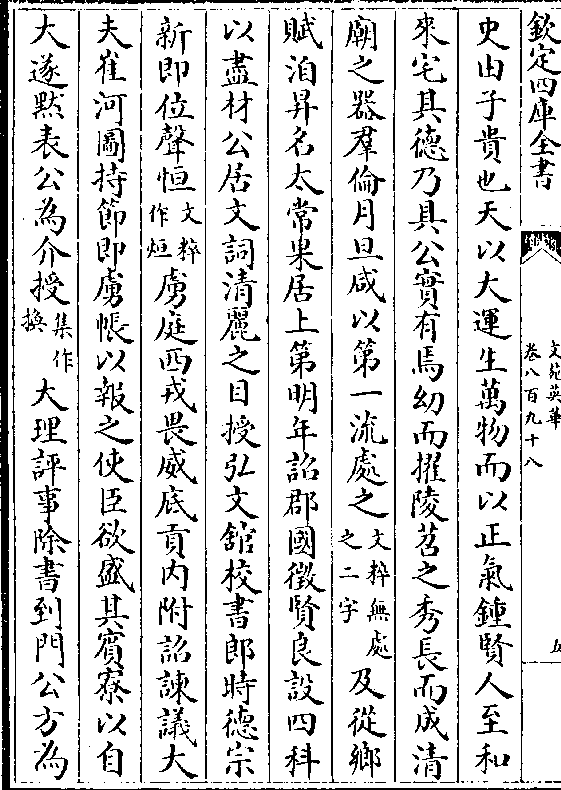 欽定四庫全書
文苑英華
卷八百九十八
五
史由子貴也天以大運生萬物而以正氣鍾賢人至和
來宅其德乃具公實有焉幼而擢陵苕之秀長而成清
廟之器羣倫月旦咸以第一流處之文粹無處之二字及從鄉
賦洎昇名太常果居上第明年詔郡國徵賢良設四科
以盡材公居文詞清麗之目授弘文館校書郎時德宗
新即位聲恒文粹作烜虜庭西戎畏威底貢内附詔諫議大
夫崔河圖持節即虜帳以報之使臣欲盛其賓寮以自
大遂黙表公為介授集作換大理評事除書到門公方為